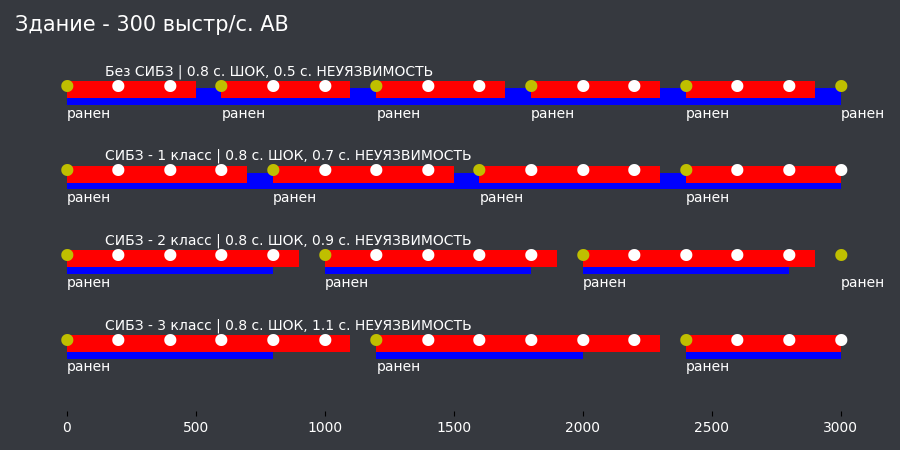 Здание - 300 выстр/с. АВ
Без СИБЗ | 0.8 с. ШОК, 0.5 с. НЕУЯЗВИМОСТЬ
ранен ранен ранен ранен ранен ранен
СИБЗ - 1 класс | 0.8 с. ШОК, 0.7 с. НЕУЯЗВИМОСТЬ
ранен ранен ранен ранен
СИБЗ - 2 класс | 0.8 с. ШОК, 0.9 с. НЕУЯЗВИМОСТЬ
ранен ранен ранен ранен
СИБЗ - 3 класс | 0.8 с. ШОК, 1.1 с. НЕУЯЗВИМОСТЬ
ранен ранен ранен
0 500 1000 1500 2000 2500 3000